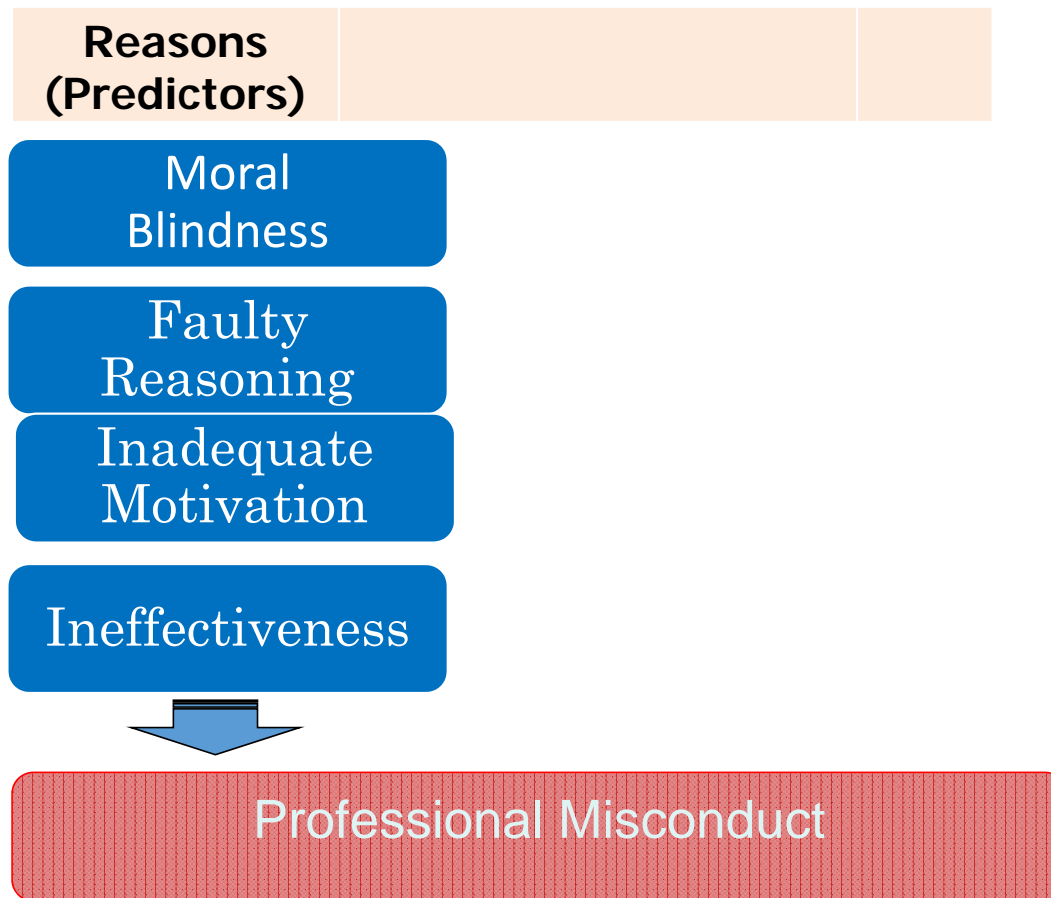 Reasons
(Predictors)
Moral
Blindness
Faulty
Reasoning
Inadequate
Motivation
Ineffectiveness
Professional Misconduct